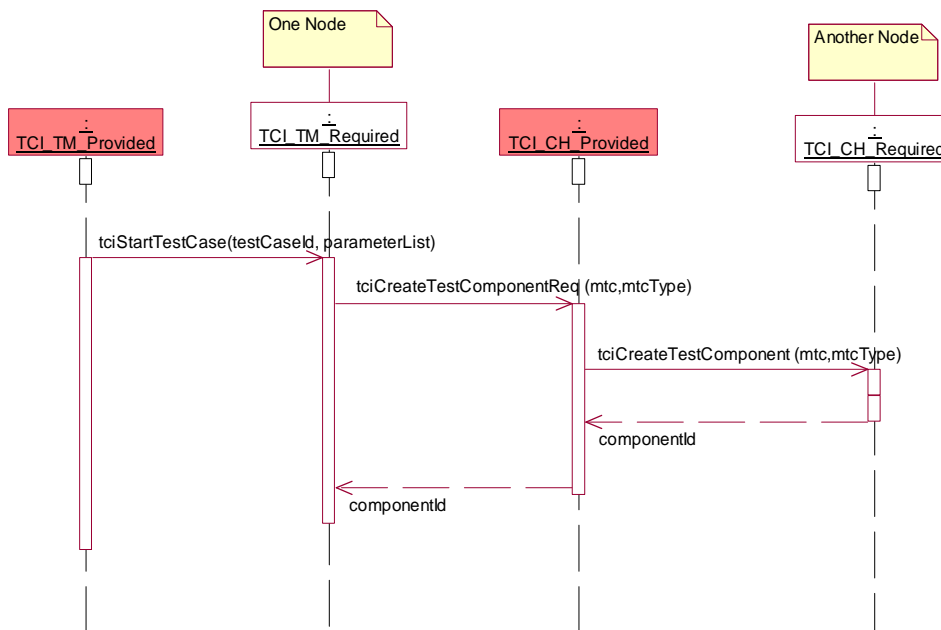 One Node
Another Node
:
TCI_TM_Provided
:
TCI_TM_Required
:
TCI_CH_Provided
:
TCI_CH_Required
tciStartTestCase(testCaseId, parameterList)
tciCreateTestComponentReq (mtc,mtcType)
tciCreateTestComponent (mtc,mtcType)
componentId
componentId